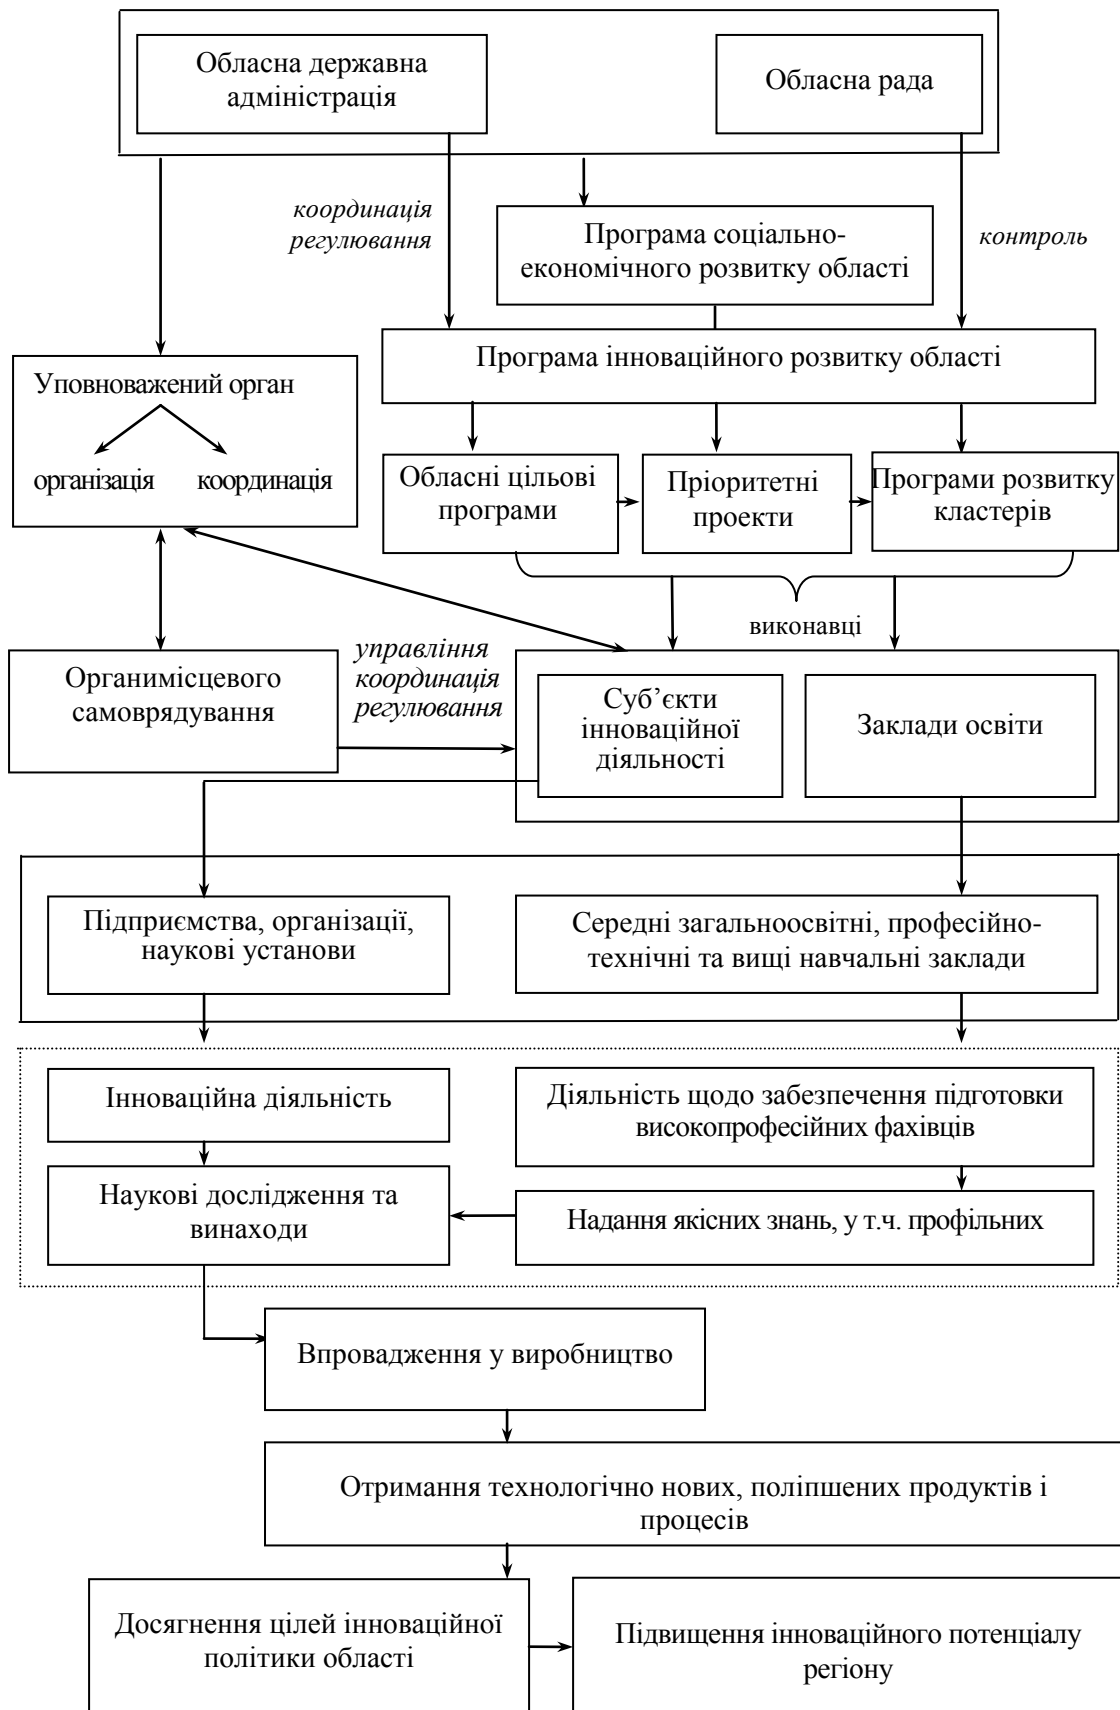 Обласна державна
адміністрація
Обласна рада
координація
регулювання
Програма соціально-
економічного розвитку області
контроль
Програма інноваційного розвитку області
Уповноважений орган
організація
координація
Обласні цільові
програми
Пріоритетні
проекти
Програми розвитку
кластерів
виконавці
Органимісцевого
самоврядування
управління
координація
регулювання
Суб’єкти
інноваційної
діяльності
Заклади освіти
Підприємства, організації,
наукові установи
Середні загальноосвітні, професійно-
технічні та вищі навчальні заклади
Інноваційна діяльність
Діяльність щодо забезпечення підготовки
високопрофесійних фахівців
Наукові дослідження та
винаходи
Надання якісних знань, у т.ч. профільних
Впровадження у виробництво
Отримання технологічно нових, поліпшених продуктів і
процесів
Досягнення цілей інноваційної
політики області
Підвищення інноваційного потенціалу
регіону